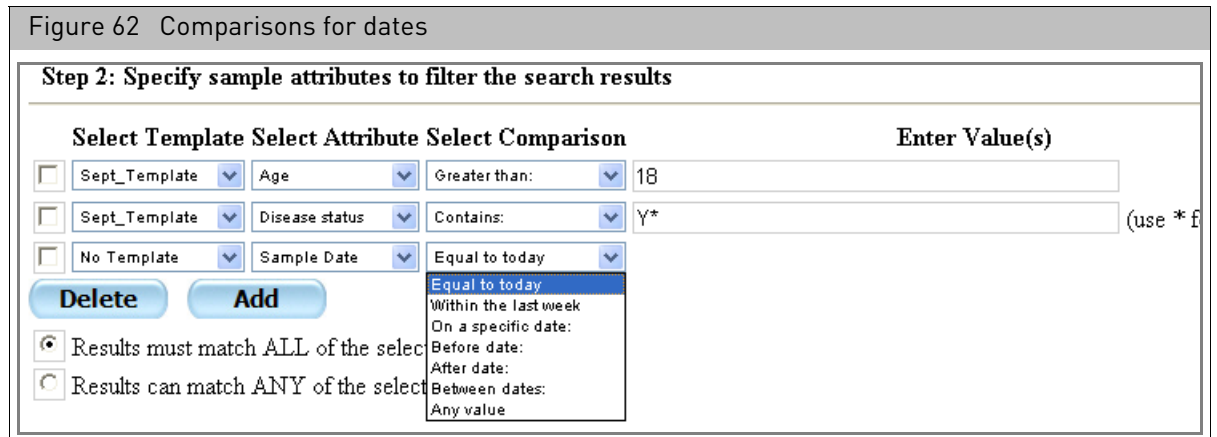 Figure 62 Comparisons for dates
Step 2: Specify sample attributes to filter the search results
Select Template Select Attribute Select Comparison Enter Value(s)
Sept_Template Age Greater than: 18
Sept_Template Disease status Contains: Y* (use * f
No Template Sample Date Equal to today
Equal to today
Within the last week
On a specific date:
Before date:
After date:
Between dates:
Any value
Delete Add
Results must match ALL of the selec
Results can match ANY of the select